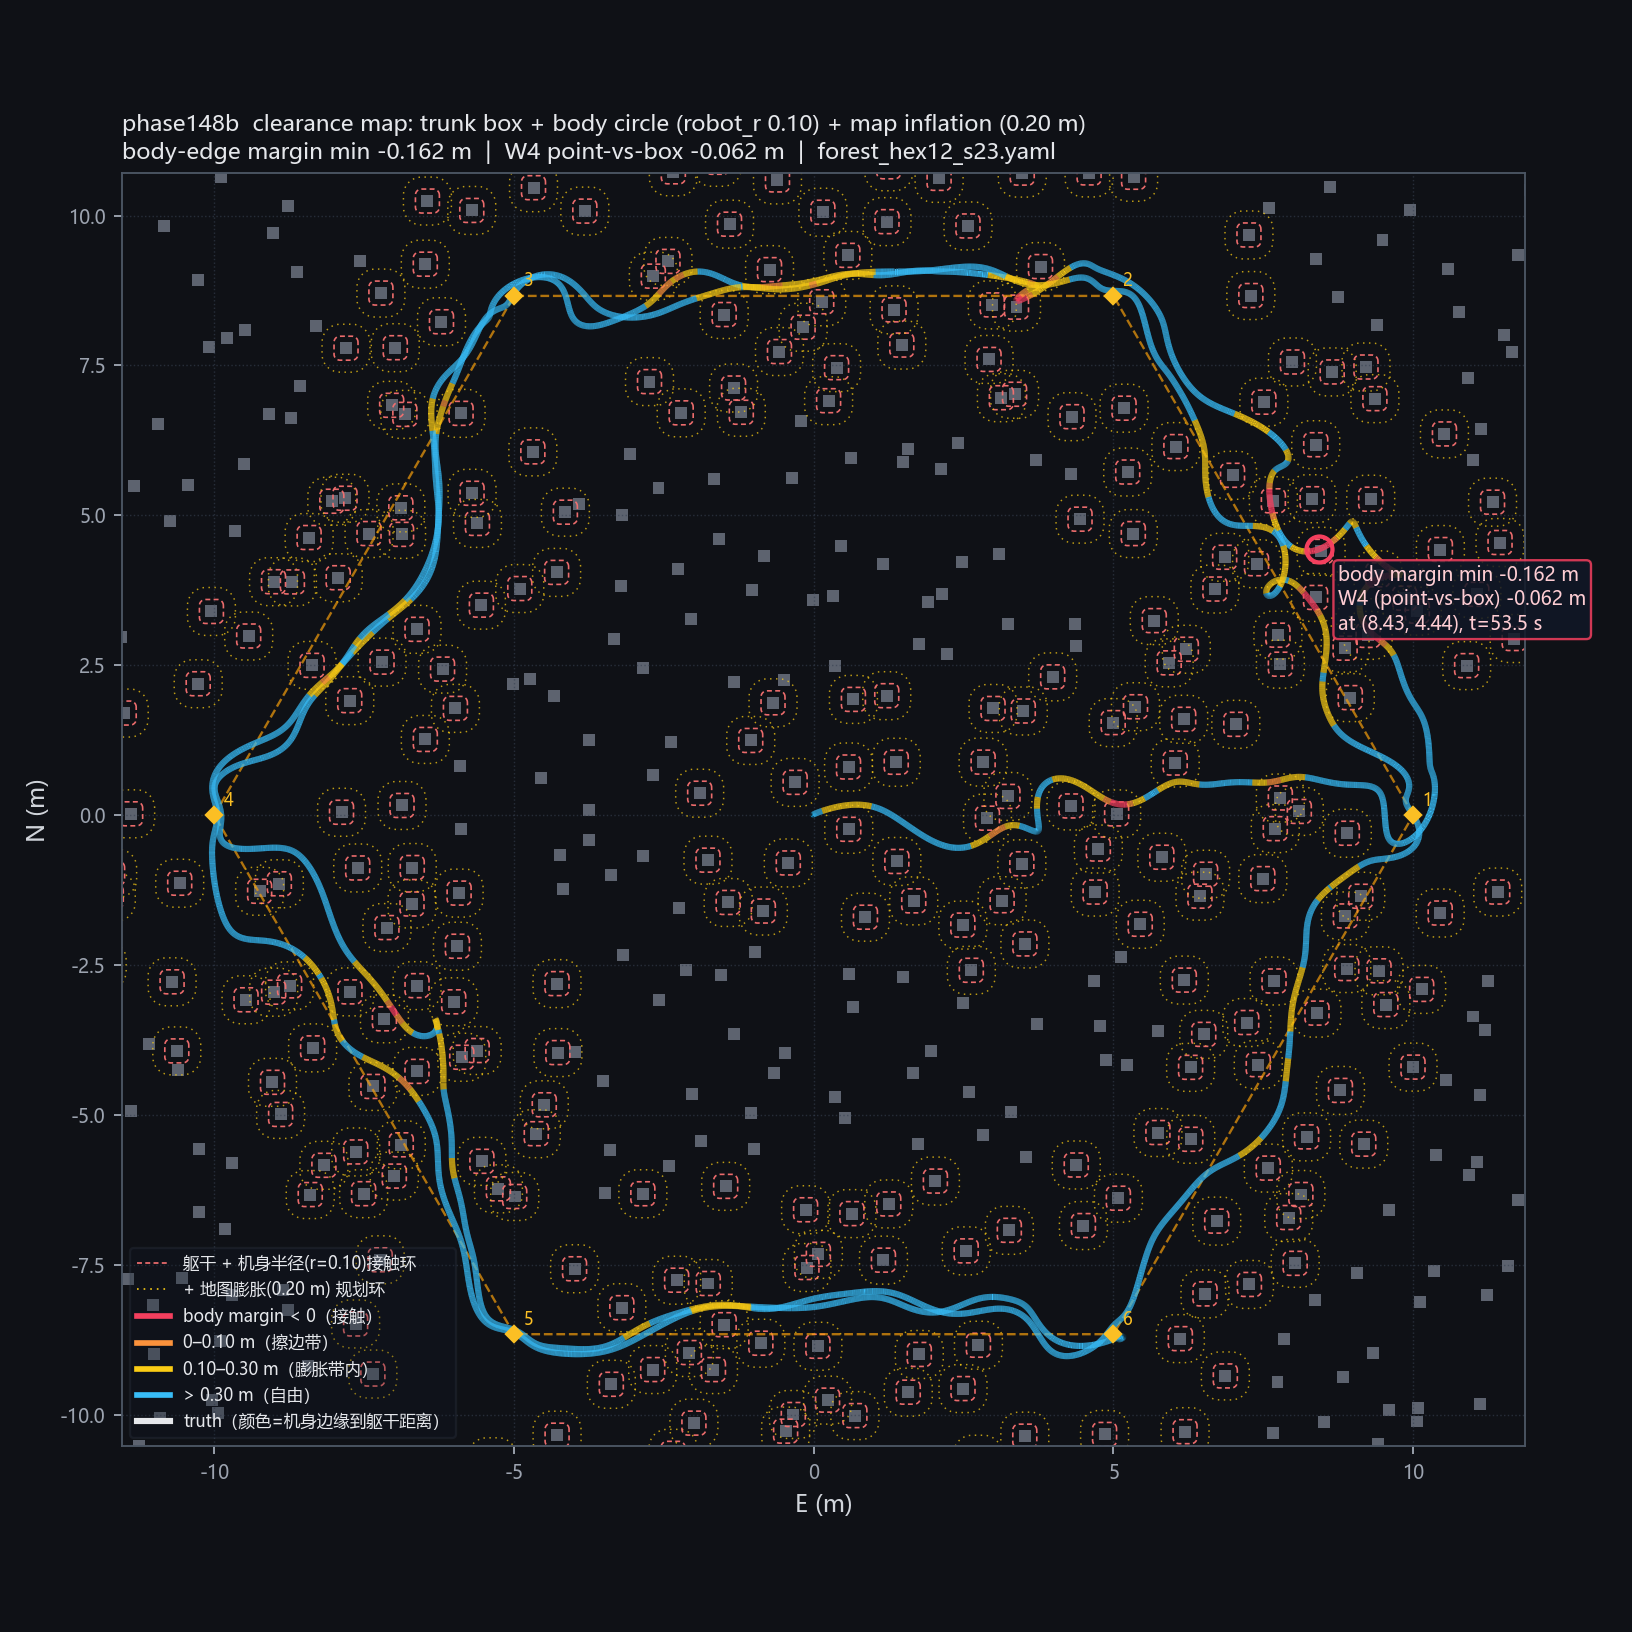 phase148b  clearance map: trunk box + body circle (robot_r 0.10) + map inflation (0.20 m)
body-edge margin min -0.162 m  |  W4 point-vs-box -0.062 m  |  forest_hex12_s23.yaml
10.0
7.5
5.0
2.5
0.0
-2.5
-5.0
-7.5
-10.0
N (m)
3
2
body margin min -0.162 m
W4 (point-vs-box) -0.062 m
at (8.43, 4.44), t=53.5 s
4
1
5
6
躯干 + 机身半径(r=0.10)接触环
+ 地图膨胀(0.20 m) 规划环
body margin < 0（接触）
0–0.10 m（擦边带）
0.10–0.30 m（膨胀带内）
> 0.30 m（自由）
truth（颜色=机身边缘到躯干距离）
-10
-5
0
5
10
E (m)